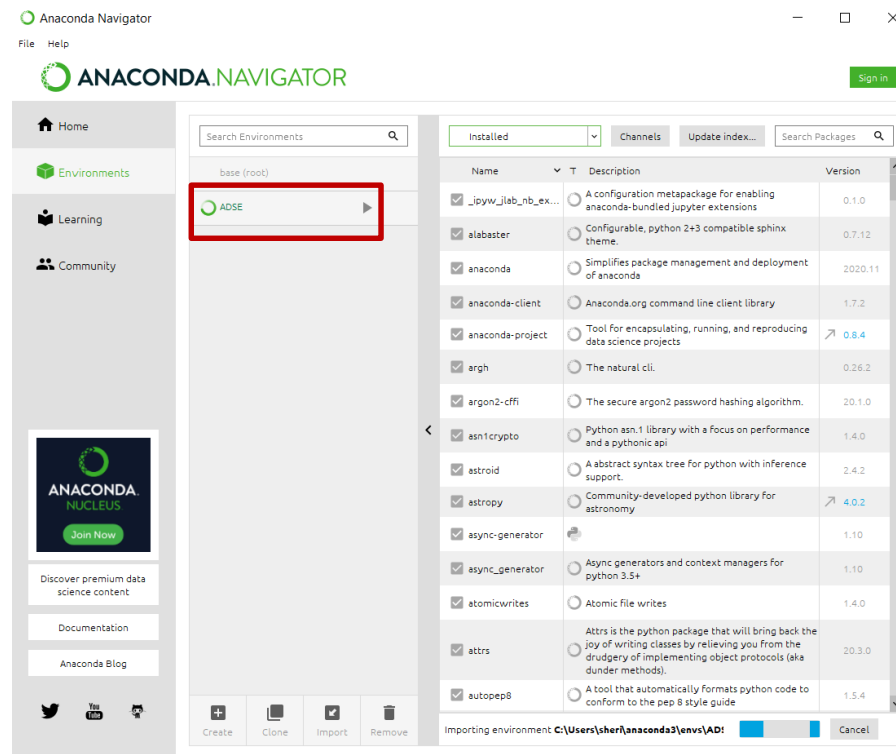 Anaconda Navigator
File Help
ANACONDA.NAVIGATOR
Sign in
Home
Environments
Learning
Community
ANACONDA.
NUCLEUS
Join Now
Discover premium data
science content
Documentation
Anaconda Blog
You
Tube
Search Environments
base (root)
ADSE
Create Clone Import Remove
Installed Channels Update index... Search Packages
Name T Description Version
_ipyw_jlab_nb_ex... A configuration metapackage for enabling
anaconda-bundled jupyter extensions 0.1.0
alabaster Configurable, python 2+3 compatible sphinx
theme. 0.7.12
anaconda Simplifies package management and deployment
of anaconda 2020.11
anaconda-client Anaconda.org command line client library 1.7.2
anaconda-project Tool for encapsulating, running, and reproducing
data science projects 0.8.4
argh The natural cli. 0.26.2
argon2-cffi The secure argon2 password hashing algorithm. 20.1.0
asn1crypto Python asn.1 library with a focus on performance
and a pythonic api 1.4.0
astroid A abstract syntax tree for python with inference
support. 2.4.2
astropy Community-developed python library for
astronomy 4.0.2
async-generator 1.10
async_generator Async generators and context managers for
python 3.5+ 1.10
atomicwrites Atomic file writes 1.4.0
attrs Attrs is the python package that will bring back the
joy of writing classes by relieving you from the
drudgery of implementing object protocols (aka
dunder methods). 20.3.0
autopep8 A tool that automatically formats python code to
conform to the pep 8 style guide 1.5.4
Importing environment C:\Users\sheri\anaconda3\envs\AD! Cancel